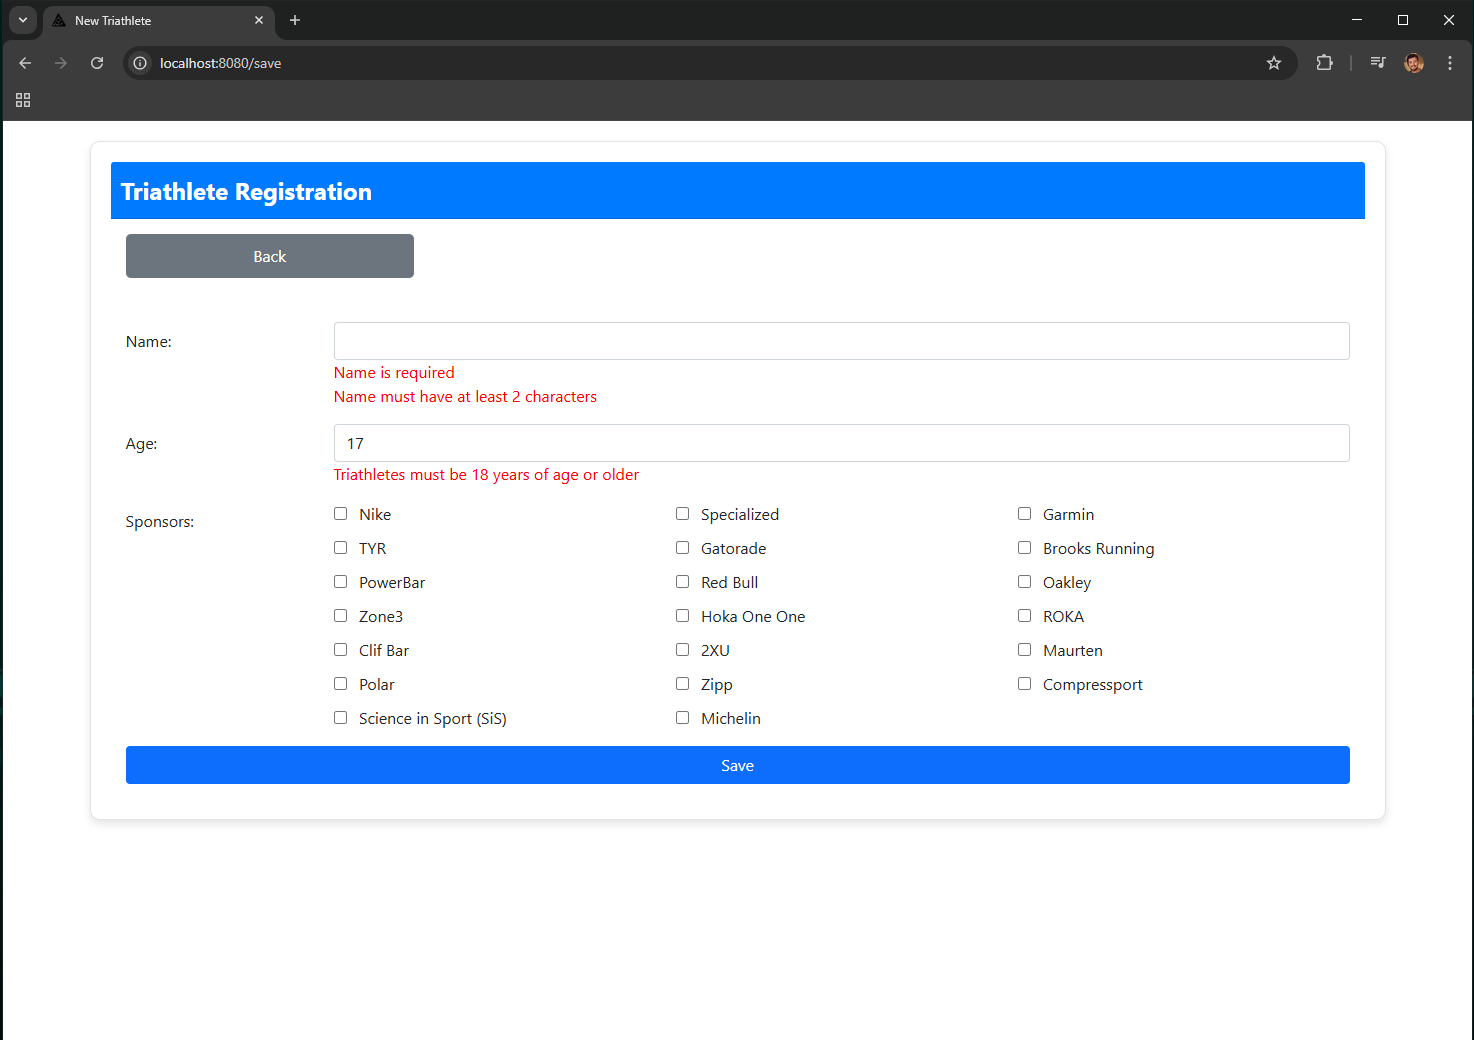 New Triathlete
localhost:8080/save
Triathlete Registration
Back
Name:
Name is required
Name must have at least 2 characters
Age:
17
Triathletes must be 18 years of age or older
Sponsors:
Nike
Specialized
Garmin
TYR
Gatorade
Brooks Running
PowerBar
Red Bull
Oakley
Zone3
Hoka One One
ROKA
Clif Bar
2XU
Maurten
Polar
Zipp
Compressport
Science in Sport (SiS)
Michelin
Save